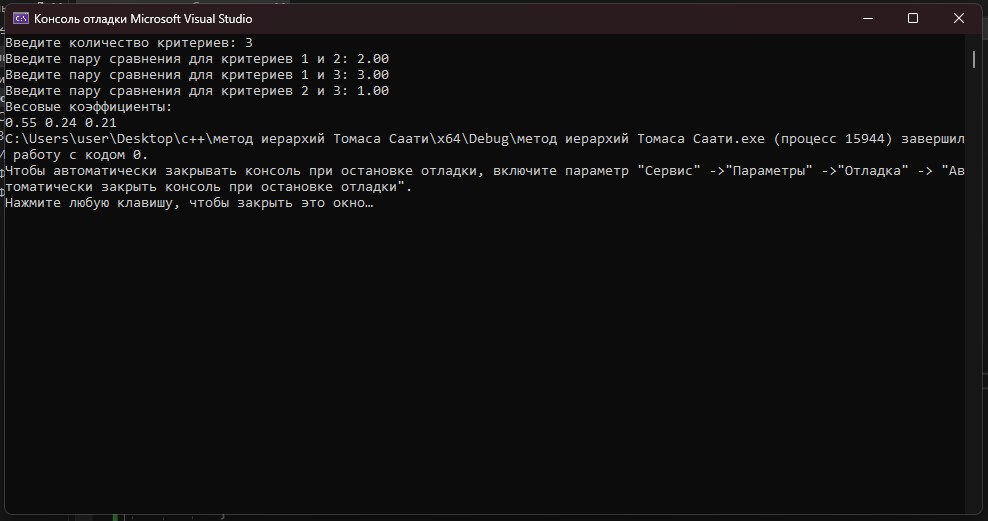 Консоль отладки Microsoft Visual Studio
Введите количество критериев: 3
Введите пару сравнения для критериев 1 и 2: 2.00
Введите пару сравнения для критериев 1 и 3: 3.00
Введите пару сравнения для критериев 2 и 3: 1.00
Весовые коэффициенты:
0.55 0.24 0.21
C:\Users\user\Desktop\c++\метод иерархий Томаса Саати\x64\Debug\метод иерархий Томаса Саати.exe (процесс 15944) завершил
работу с кодом 0.
Чтобы автоматически закрывать консоль при остановке отладки, включите параметр "Сервис" ->"Параметры" ->"Отладка" -> "Ав
томатически закрыть консоль при остановке отладки".
Нажмите любую клавишу, чтобы закрыть это окно…